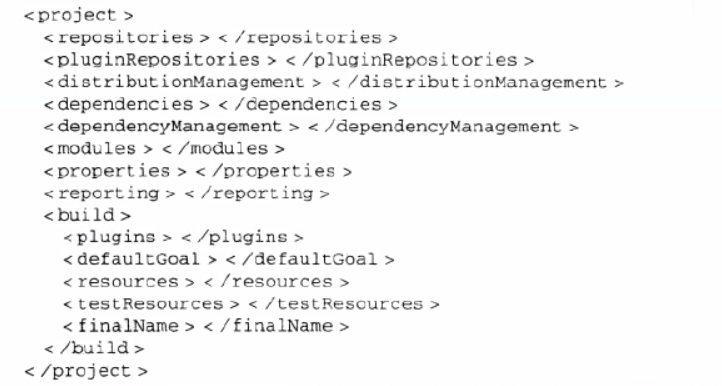 <project >
<repositories > < /repositories >
<pluginRepositories > < /pluginRepositories >
<distributionManagement > < /distributionManagement >
<dependencies > < /dependencies >
<dependencyManagement > < /dependencyManagement >
<modules > < /modules >
<properties > < /properties >
<reporting > < /reporting >
<build >
<plugins > < /plugins >
<defaultGoal > < /defaultGoal >
<resources > < /resources >
<testResources > < /testResources >
<finalName > < /finalName >
< /build >
< /project >